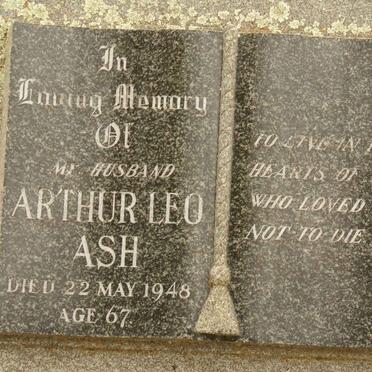 In
Loving Memory
Of
MY HUSBAND
ARTHUR LEO
ASH
DIED 22 MAY 1948
AGE 67
TO LIVE IN
HEARTS OF
WHO LOVED
NOT TO DIE